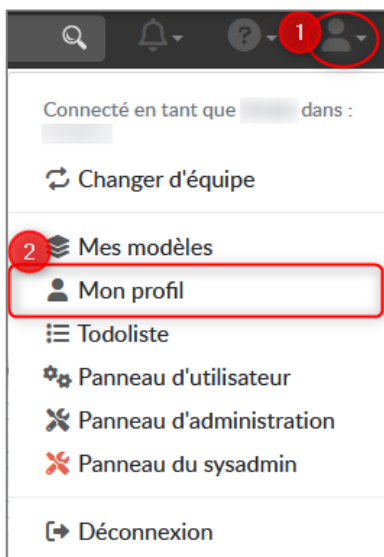 1
Connecté en tant que dans :
Changer d'équipe
2
Mes modèles
Mon profil
Todoliste
Panneau d'utilisateur
Panneau d'administration
Panneau du sysadmin
Déconnexion